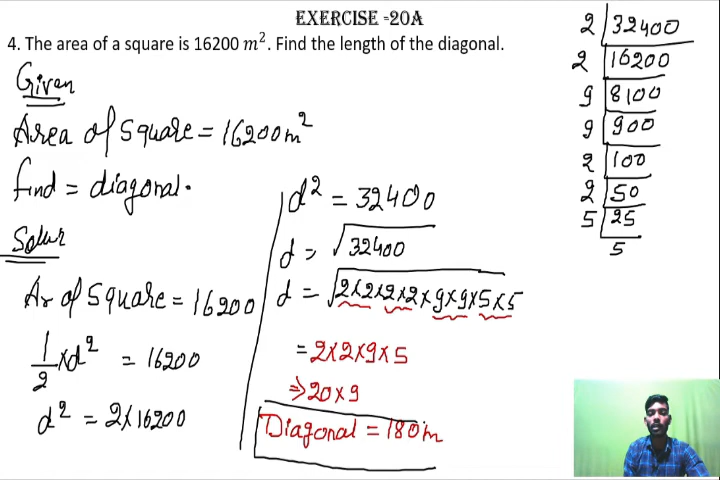 EXERCISE -20A
4. The area of a square is 16200 m². Find the length of the diagonal.
Given
Area of Square = 16200m²
find = diagonal.
Solur
Ar of Square = 16200
1/2 × d² = 16200
d² = 2×16200
d² = 32400
d = √32400
d = √2×2×2×2×9×9×5×5
= 2×2×9×5
⇒ 20×9
Diagonal = 180m
2 | 32400
2 | 16200
9 | 8100
9 | 900
2 | 100
2 | 50
5 | 25
5